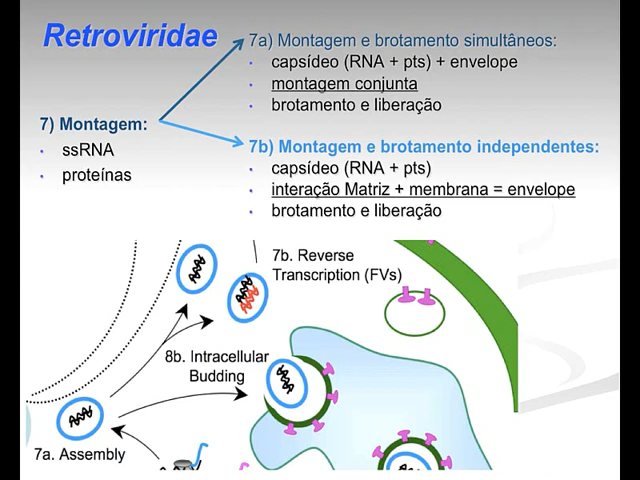 Retroviridae
7) Montagem:
• ssRNA
• proteínas
7a) Montagem e brotamento simultâneos:
• capsídeo (RNA + pts) + envelope
• montagem conjunta
• brotamento e liberação
7b) Montagem e brotamento independentes:
• capsídeo (RNA + pts)
• interação Matriz + membrana = envelope
• brotamento e liberação
7b. Reverse
Transcription (FVs)
8b. Intracellular
Budding
7a. Assembly